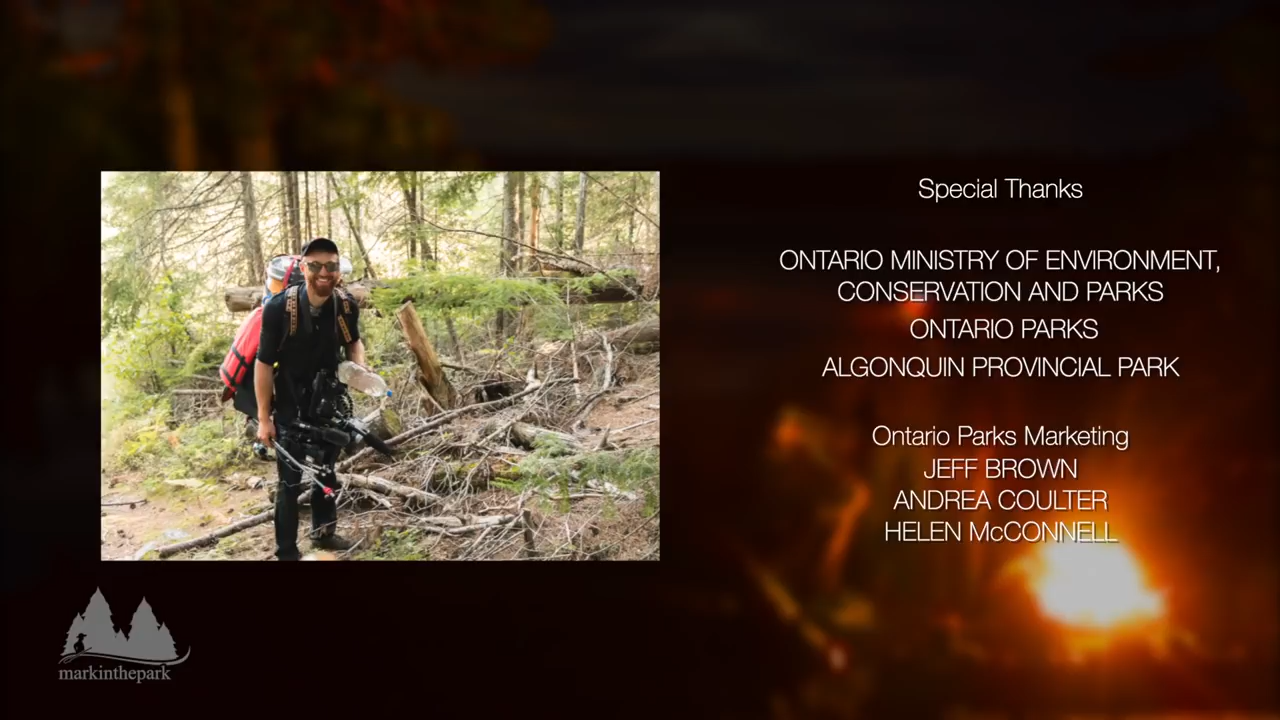 Special Thanks
ONTARIO MINISTRY OF ENVIRONMENT,
CONSERVATION AND PARKS
ONTARIO PARKS
ALGONQUIN PROVINCIAL PARK
Ontario Parks Marketing
JEFF BROWN
ANDREA COULTER
HELEN McCONNELL
markinthepark